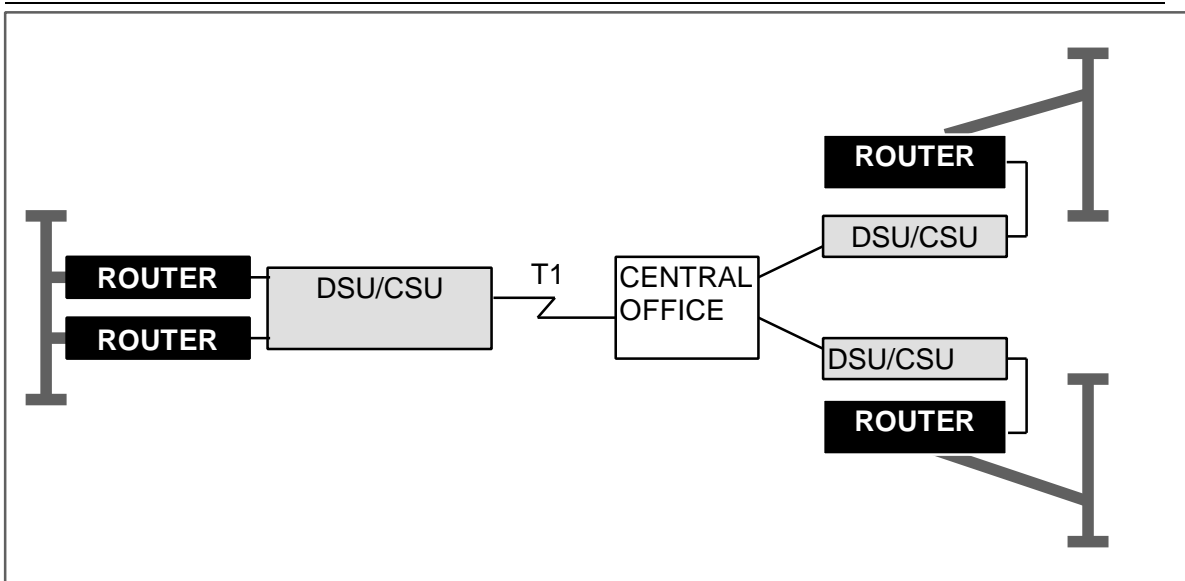 ROUTER
ROUTER
DSU/CSU
T1
CENTRAL
OFFICE
ROUTER
DSU/CSU
DSU/CSU
ROUTER